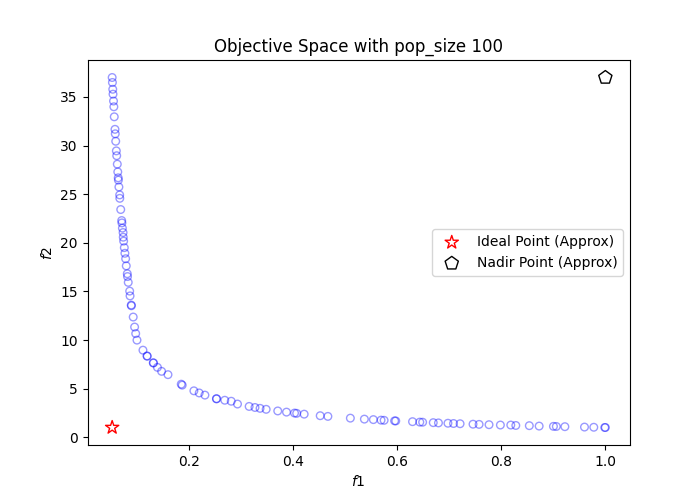 Objective Space with pop_size 100
35
30
25
20
15
10
5
0
f2
Ideal Point (Approx)
Nadir Point (Approx)
0.2
0.4
0.6
0.8
1.0
f1